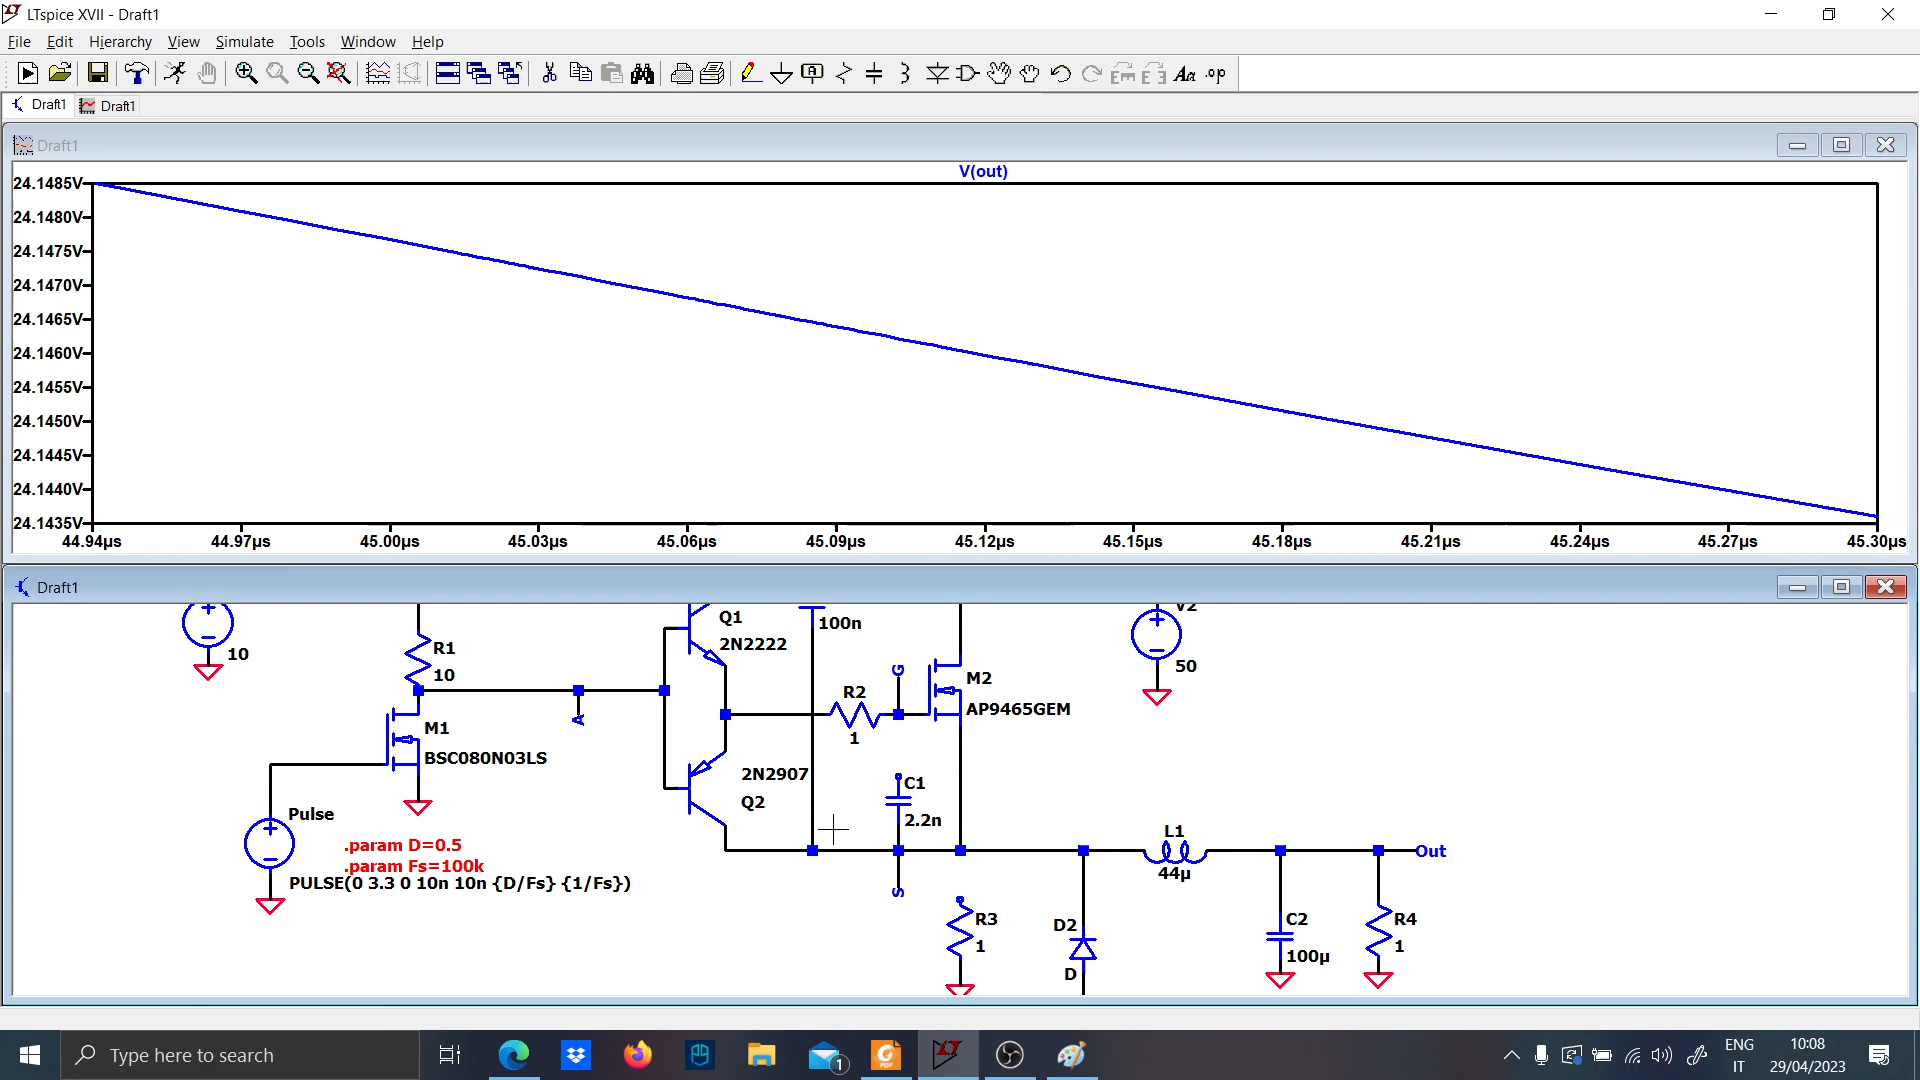 LTspice XVII - Draft1
File Edit Hierarchy View Simulate Tools Window Help
Draft1 Draft1
Draft1
V(out)
24.1485V
24.1480V
24.1475V
24.1470V
24.1465V
24.1460V
24.1455V
24.1450V
24.1445V
24.1440V
24.1435V
44.94µs 44.97µs 45.00µs 45.03µs 45.06µs 45.09µs 45.12µs 45.15µs 45.18µs 45.21µs 45.24µs 45.27µs 45.30µs
Draft1
10
R1
10
Q1
2N2222
100n
V2
50
A
R2
1
G
M2
AP9465GEM
M1
BSC080N03LS
2N2907
Q2
C1
2.2n
Pulse
.param D=0.5
.param Fs=100k
PULSE(0 3.3 0 10n 10n {D/Fs} {1/Fs})
S
L1
44µ
Out
R3
1
D2
D
C2
100µ
R4
1
Type here to search
1
ENG
IT
10:08
29/04/2023